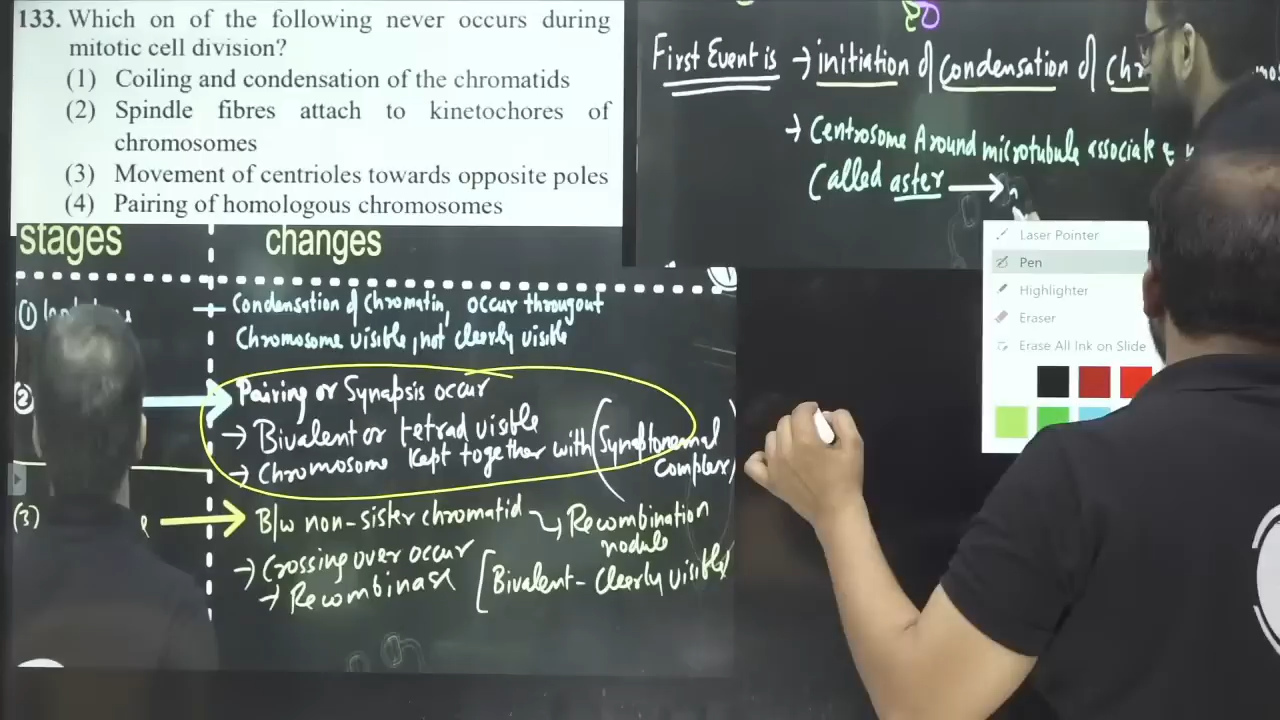 133. Which on of the following never occurs during
mitotic cell division?
(1) Coiling and condensation of the chromatids
(2) Spindle fibres attach to kinetochores of
chromosomes
(3) Movement of centrioles towards opposite poles
(4) Pairing of homologous chromosomes
First Event is → initiation of condensation of chr
→ Centrosome Around microtubule associate &
Called aster →
Laser Pointer
Pen
Highlighter
Eraser
Erase All Ink on Slide
stages changes
(1)
Condensation of Chromatin, occur througout
Chromosome visible, not clearly visible
(2) Pairing or Synapsis occur
→ Bivalent or tetrad visible
→ Chromosome kept together with (Synaptonemal
complex)
(3) B/w non-sister chromatid → Recombination
nodule
→ Crossing over occur
→ Recombinase [Bivalent - Clearly visible]